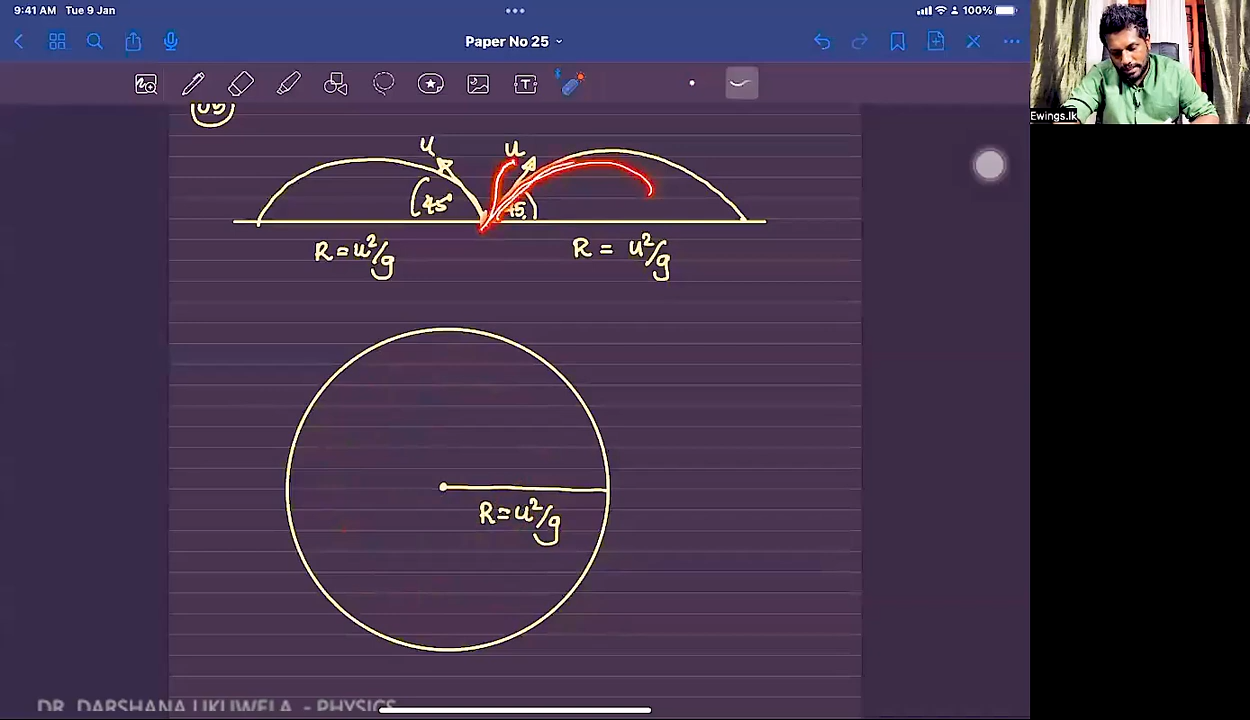 9:41 AM Tue 9 Jan
100%
Paper No 25
Ewings.lk
u u
45° 45
R = u²/g R = u²/g
R = u²/g
DR. DARSHANA UKUWELA - PHYSICS